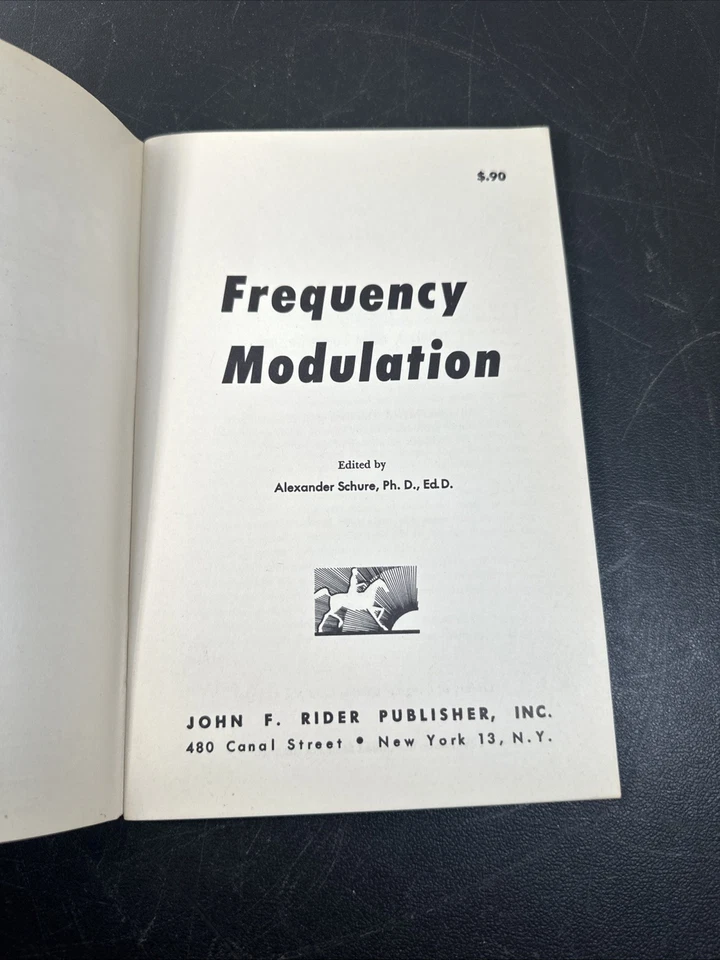 $.90
Frequency
Modulation
Edited by
Alexander Schure, Ph. D., Ed.D.
JOHN F. RIDER PUBLISHER, INC.
480 Canal Street • New York 13, N.Y.